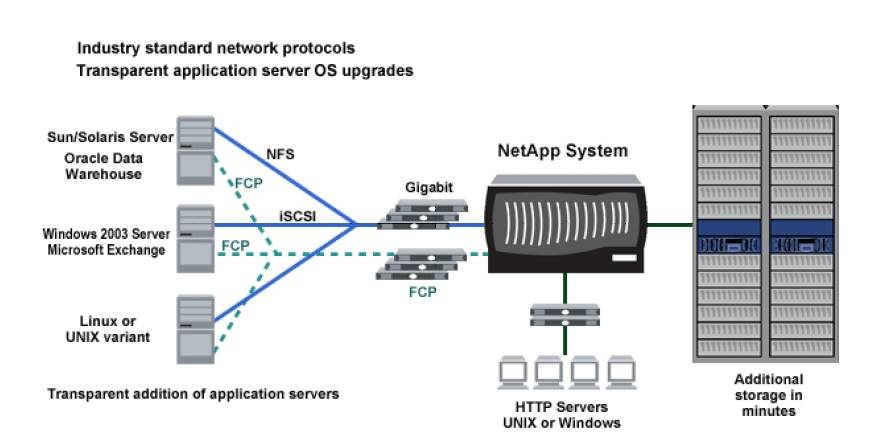 Industry standard network protocols
Transparent application server OS upgrades
Sun/Solaris Server
Oracle Data
Warehouse
NFS
FCP
Gigabit
NetApp System
iSCSI
Windows 2003 Server
Microsoft Exchange
FCP
FCP
Linux or
UNIX variant
Transparent addition of application servers
HTTP Servers
UNIX or Windows
Additional
storage in
minutes